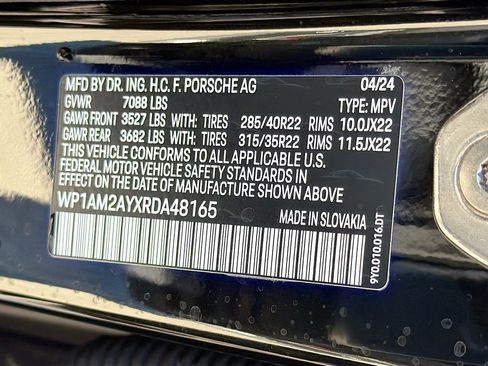 MFD BY DR. ING. H.C. F. PORSCHE AG 04/24
GVWR 7088 LBS TYPE: MPV
GAWR FRONT 3527 LBS WITH: TIRES 285/40R22 RIMS 10.0JX22
GAWR REAR 3682 LBS WITH: TIRES 315/35R22 RIMS 11.5JX22
THIS VEHICLE CONFORMS TO ALL APPLICABLE U.S.
FEDERAL MOTOR VEHICLE SAFETY STANDARDS IN
EFFECT ON THE DATE OF MANUFACTURE SHOWN ABOVE
WP1AM2AYXRDA48165 MADE IN SLOVAKIA
9Y0.010.016.DT